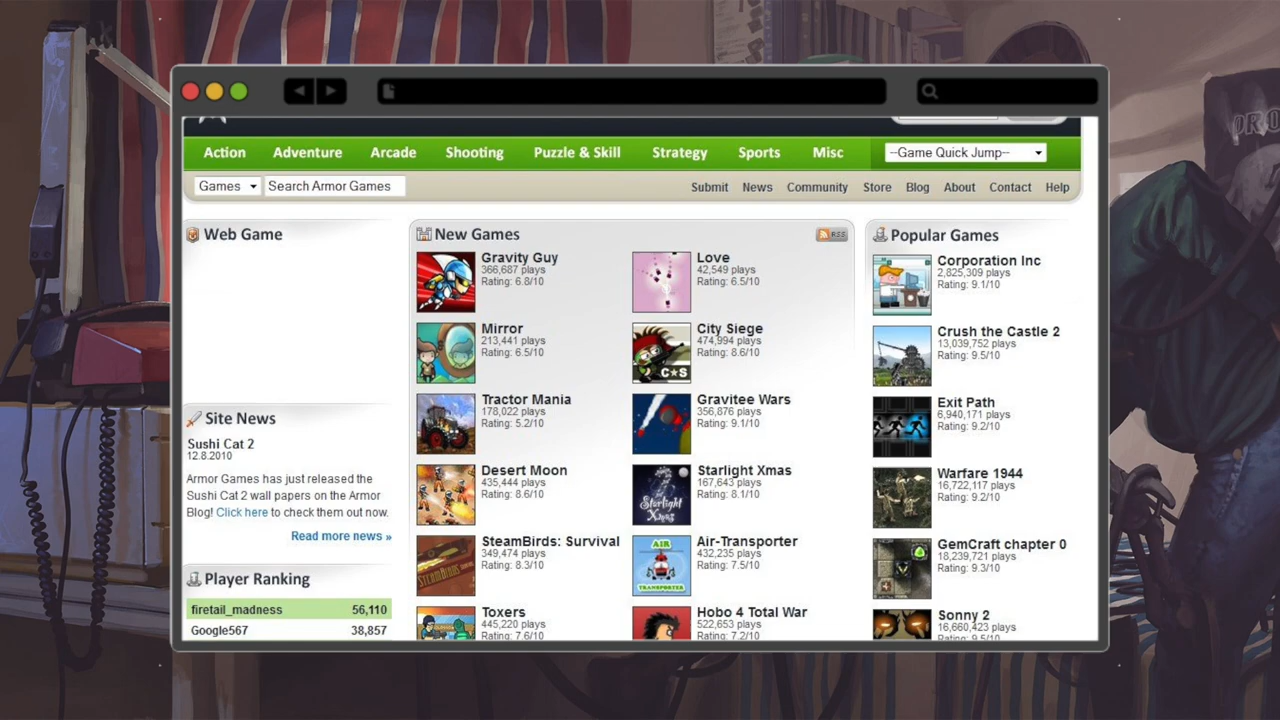 Action Adventure Arcade Shooting Puzzle & Skill Strategy Sports Misc --Game Quick Jump--
Games Search Armor Games Submit News Community Store Blog About Contact Help
Web Game
Site News
Sushi Cat 2
12.8.2010
Armor Games has just released the
Sushi Cat 2 wall papers on the Armor
Blog! Click here to check them out now.
Read more news »
Player Ranking
firetail_madness 56,110
Google567 38,857
New Games RSS
Gravity Guy
366,687 plays
Rating: 6.8/10
Love
42,549 plays
Rating: 6.5/10
Mirror
213,441 plays
Rating: 6.5/10
City Siege
474,994 plays
Rating: 8.6/10
C★S
Tractor Mania
178,022 plays
Rating: 5.2/10
Gravitee Wars
356,876 plays
Rating: 9.1/10
Desert Moon
435,444 plays
Rating: 8.6/10
Starlight
Xmas
Starlight Xmas
167,643 plays
Rating: 8.1/10
STEAMBIRDS
SteamBirds: Survival
349,474 plays
Rating: 8.3/10
AIR
TRANSPORTER
Air-Transporter
432,235 plays
Rating: 7.5/10
Toxers
445,220 plays
Rating: 7.6/10
Hobo 4 Total War
522,653 plays
Rating: 7.2/10
Popular Games
Corporation Inc
2,825,309 plays
Rating: 9.1/10
Crush the Castle 2
13,039,752 plays
Rating: 9.5/10
Exit Path
6,940,171 plays
Rating: 9.2/10
Warfare 1944
16,722,117 plays
Rating: 9.2/10
GemCraft chapter 0
18,239,721 plays
Rating: 9.3/10
Sonny 2
16,660,423 plays
Rating: 9.5/10